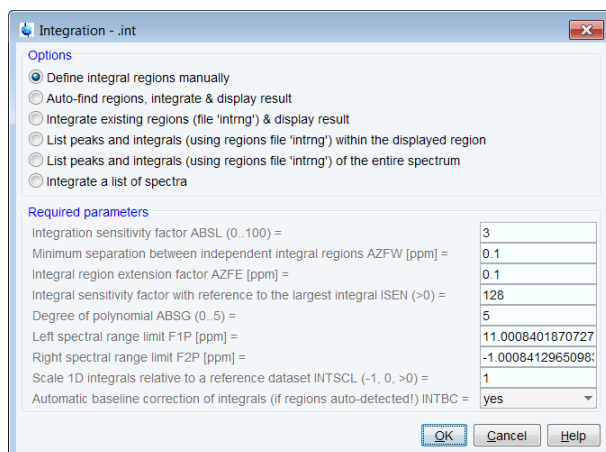 Integration - .int
Options
Define integral regions manually
Auto-find regions, integrate & display result
Integrate existing regions (file 'intrng') & display result
List peaks and integrals (using regions file 'intrng') within the displayed region
List peaks and integrals (using regions file 'intrng') of the entire spectrum
Integrate a list of spectra
Required parameters
Integration sensitivity factor ABSL (0..100) = 3
Minimum separation between independent integral regions AZFW [ppm] = 0.1
Integral region extension factor AZFE [ppm] = 0.1
Integral sensitivity factor with reference to the largest integral ISEN (>0) = 128
Degree of polynomial ABSG (0..5) = 5
Left spectral range limit F1P [ppm] = 11.0008401870727
Right spectral range limit F2P [ppm] = -1.0008412965098
Scale 1D integrals relative to a reference dataset INTSCL (-1, 0, >0) = 1
Automatic baseline correction of integrals (if regions auto-detected!) INTBC = yes
OK Cancel Help